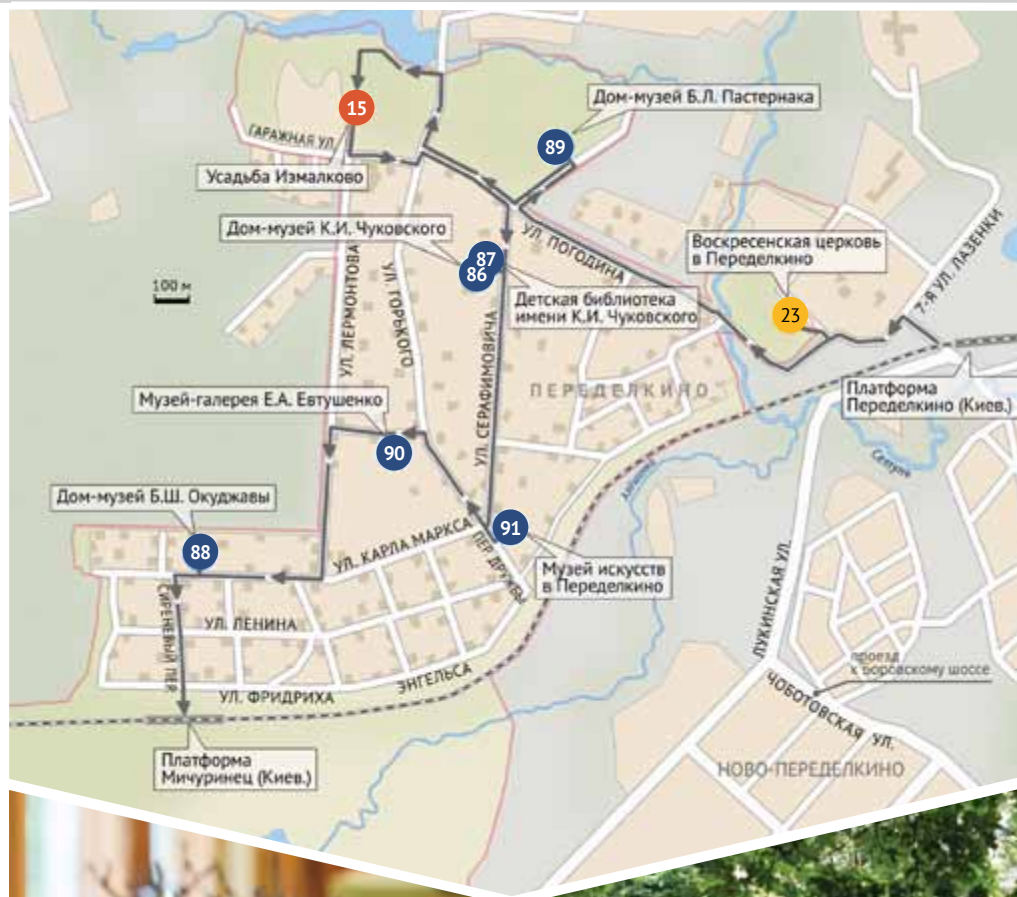 15
Дом-музей Б.Л. Пастернака
ГАРАЖНАЯ УЛ.
89
Усадьба Измалково
Дом-музей К.И. Чуковского
УЛ. ПОГОДИНА
Воскресенская церковь
в Переделкино
7-Я УЛ. ЛАЗЕНКИ
87
86
100 м
Детская библиотека
имени К.И. Чуковского
23
УЛ. ЛЕРМОНТОВА
УЛ. ГОРЬКОГО
УЛ. СЕРАФИМОВИЧА
ПЕРЕДЕЛКИНО
Платформа
Переделкино (Киев.)
Музей-галерея Е.А. Евтушенко
90
Сетунь
Дом-музей Б.Ш. Окуджавы
88
91
УЛ. КАРЛА МАРКСА
ПЕР. ДРУЖБЫ
Музей искусств
в Переделкино
ЛУКИНСКАЯ УЛ.
СИРЕНЕВЫЙ ПЕР.
УЛ. ЛЕНИНА
УЛ. ФРИДРИХА
ЭНГЕЛЬСА
проезд
к Боровскому шоссе
ЧОБОТОВСКАЯ УЛ.
Платформа
Мичуринец (Киев.)
НОВО-ПЕРЕДЕЛКИНО